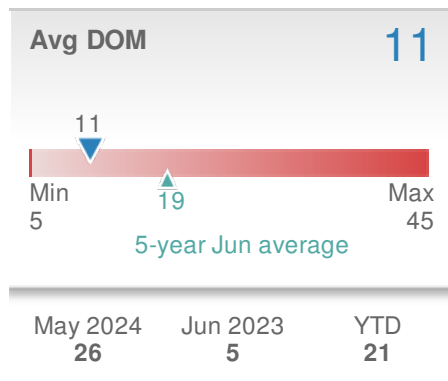 Avg DOM 11
11
19
Min Max
5 45
5-year Jun average
May 2024 Jun 2023 YTD
26 5 21